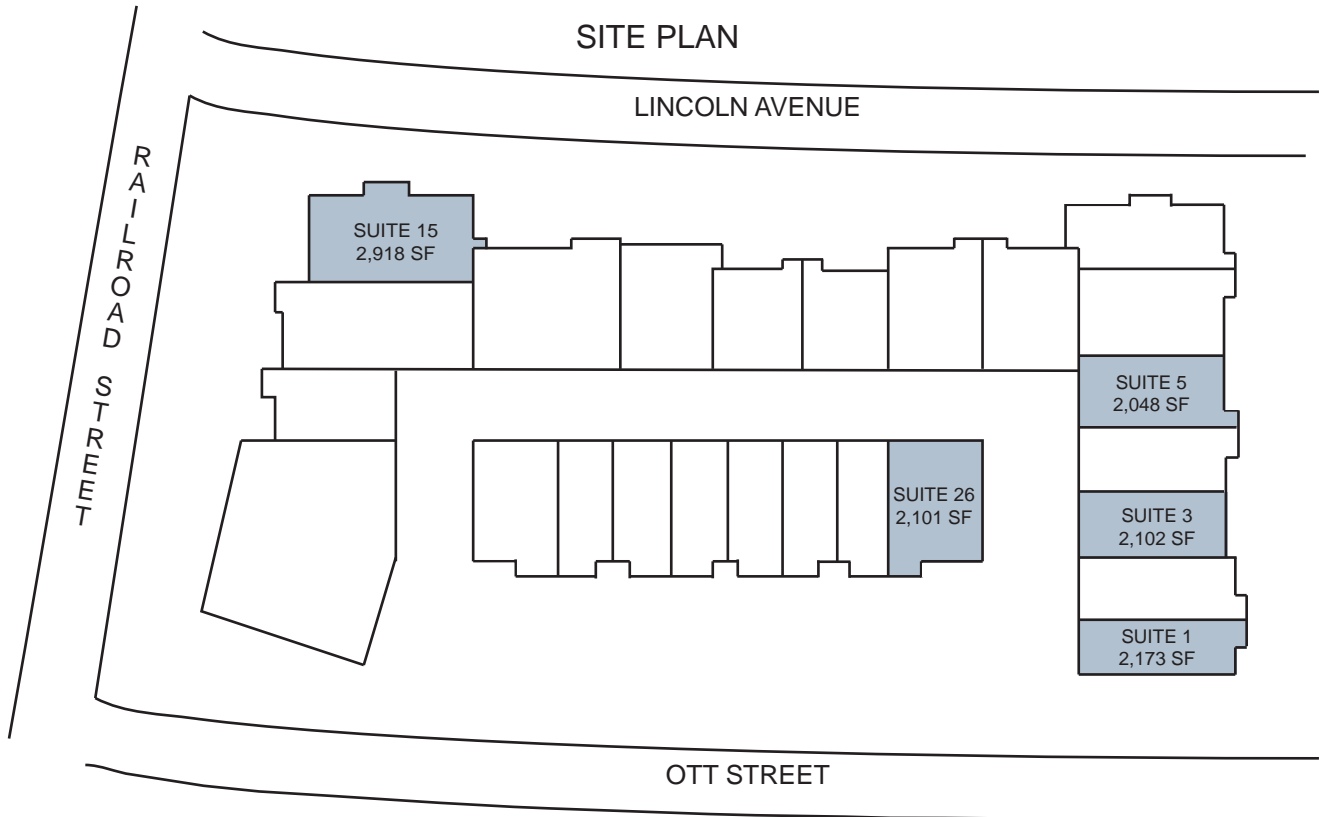 SITE PLAN
LINCOLN AVENUE
RAILROAD STREET
SUITE 15
2,918 SF
SUITE 5
2,048 SF
SUITE 26
2,101 SF
SUITE 3
2,102 SF
SUITE 1
2,173 SF
OTT STREET